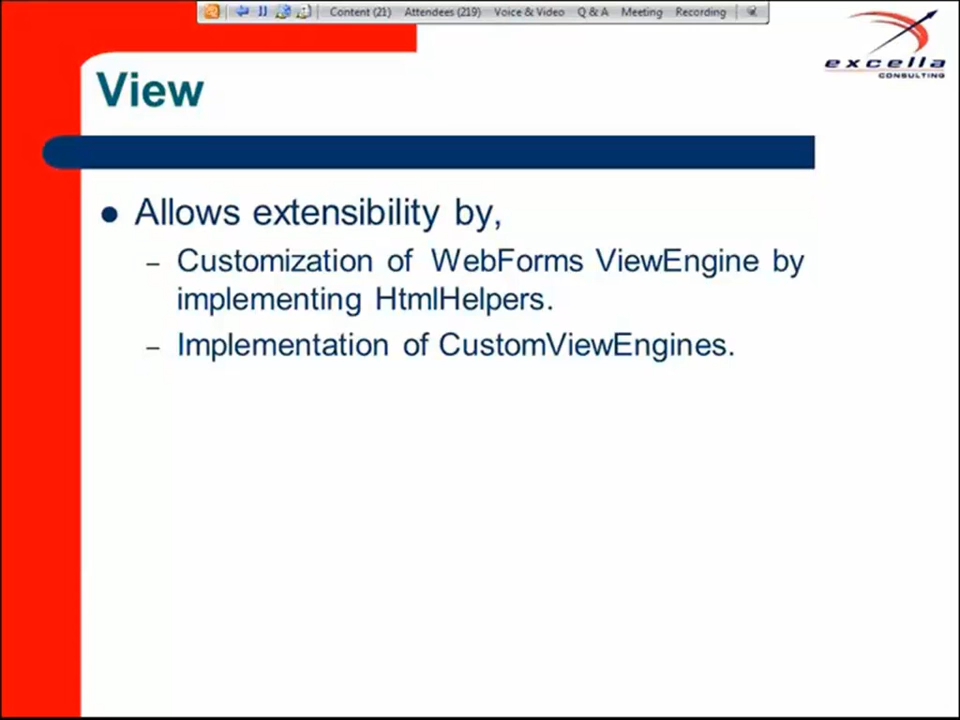 Content (21) Attendees (219) Voice & Video Q & A Meeting Recording
excella
CONSULTING
View
Allows extensibility by,
– Customization of WebForms ViewEngine by
implementing HtmlHelpers.
– Implementation of CustomViewEngines.